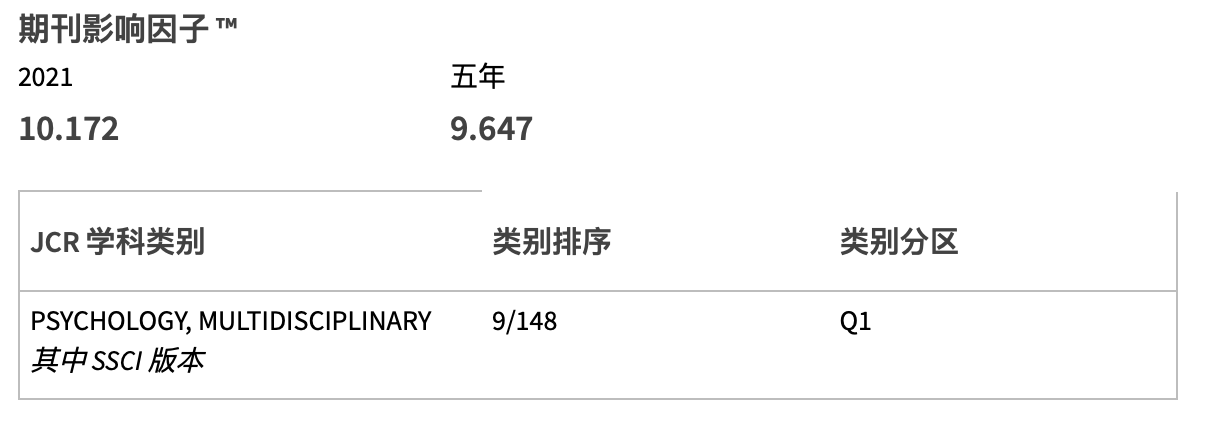 期刊影响因子 ™
2021 五年
10.172 9.647
JCR 学科类别 类别排序 类别分区
PSYCHOLOGY, MULTIDISCIPLINARY 9/148 Q1
其中 SSCI 版本